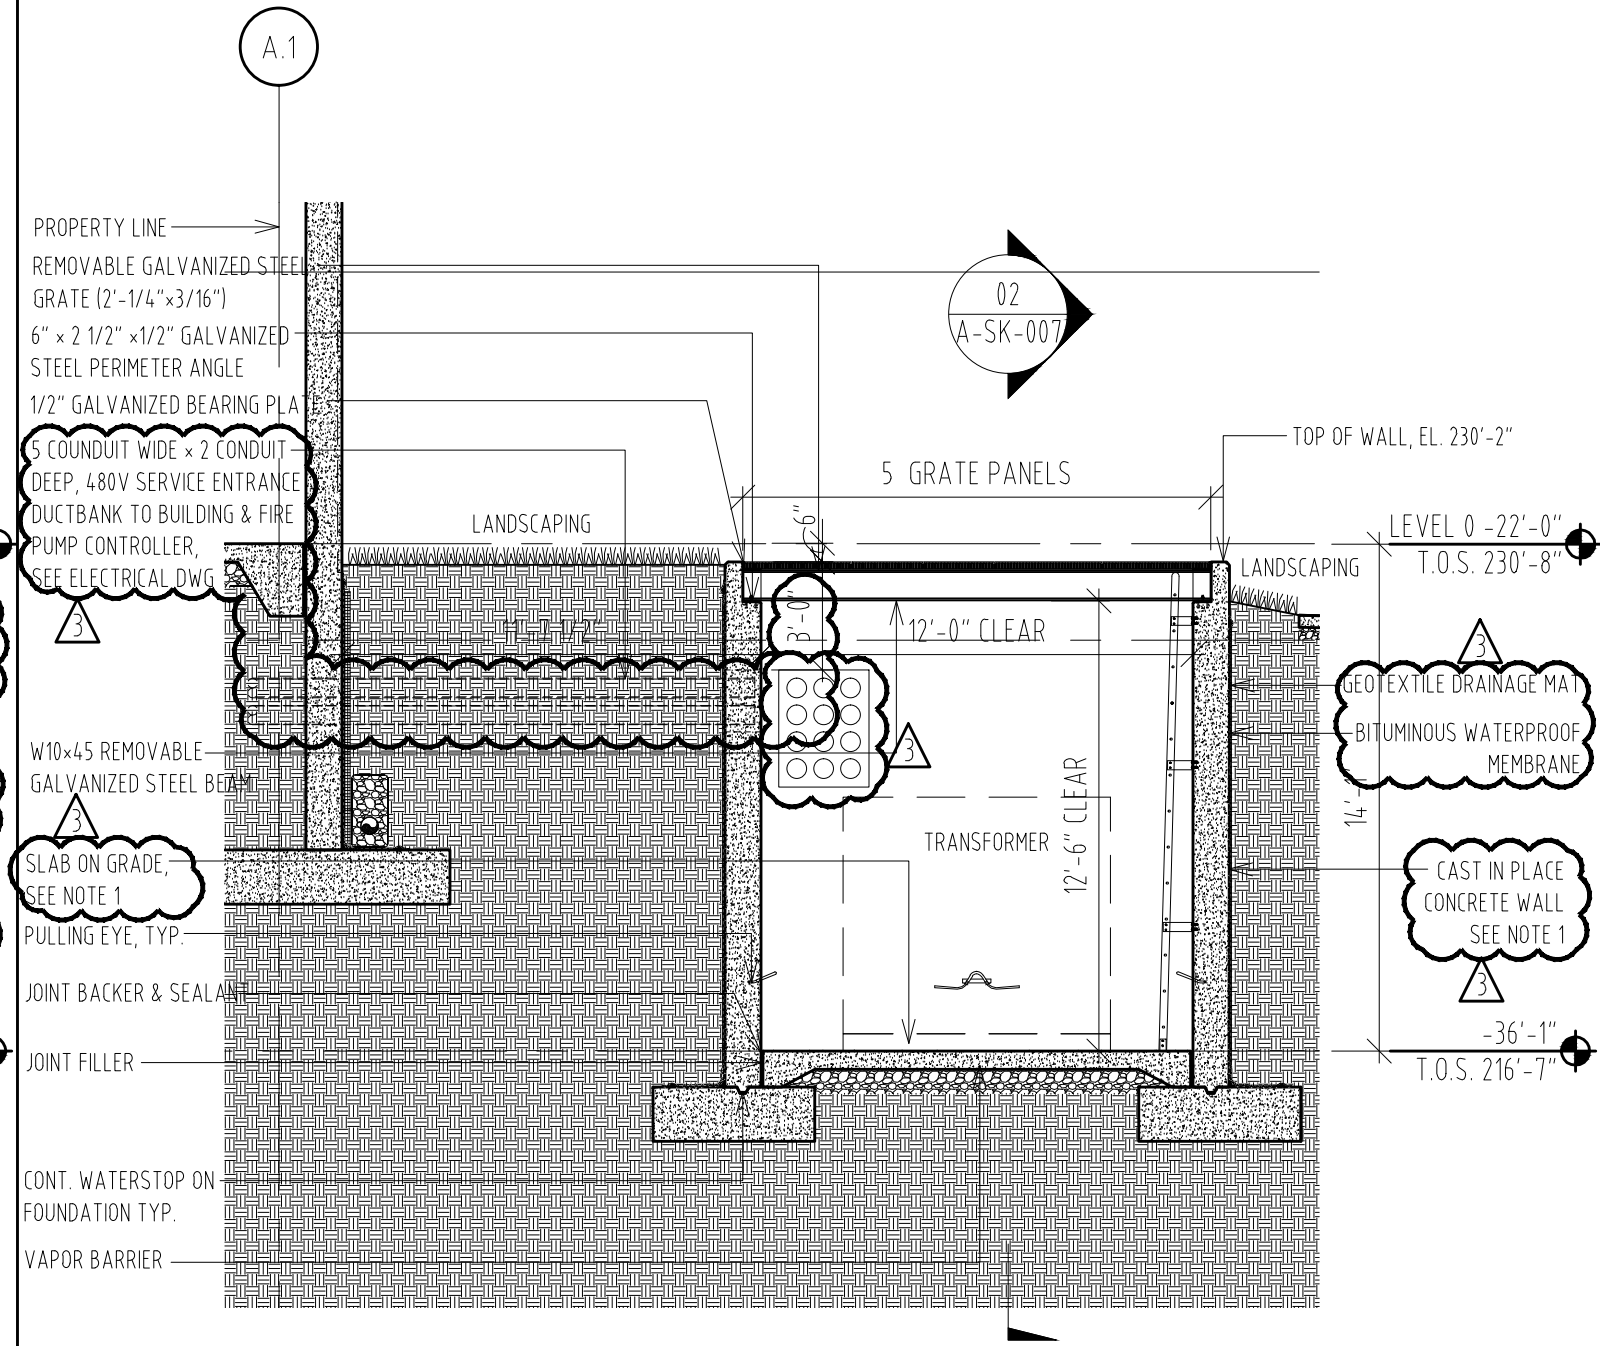 A.1
PROPERTY LINE
REMOVABLE GALVANIZED STEEL
GRATE (2'-1/4"x3/16")
6" x 2 1/2" x1/2" GALVANIZED
STEEL PERIMETER ANGLE
1/2" GALVANIZED BEARING PLATE
5 COUNDUIT WIDE x 2 CONDUIT
DEEP, 480V SERVICE ENTRANCE
DUCTBANK TO BUILDING & FIRE
PUMP CONTROLLER,
SEE ELECTRICAL DWG
3
W10x45 REMOVABLE
GALVANIZED STEEL BEAM
3
SLAB ON GRADE,
SEE NOTE 1
PULLING EYE, TYP.
JOINT BACKER & SEALANT
JOINT FILLER
CONT. WATERSTOP ON
FOUNDATION TYP.
VAPOR BARRIER
02
A-SK-007
5 GRATE PANELS
LANDSCAPING
6"
3'-0"
11'-7 1/2"
12'-0" CLEAR
3
TRANSFORMER
12'-6" CLEAR
TOP OF WALL, EL. 230'-2"
LEVEL 0 -22'-0"
T.O.S. 230'-8"
LANDSCAPING
3
GEOTEXTILE DRAINAGE MAT
BITUMINOUS WATERPROOF
MEMBRANE
14'-1"
CAST IN PLACE
CONCRETE WALL
SEE NOTE 1
3
-36'-1"
T.O.S. 216'-7"